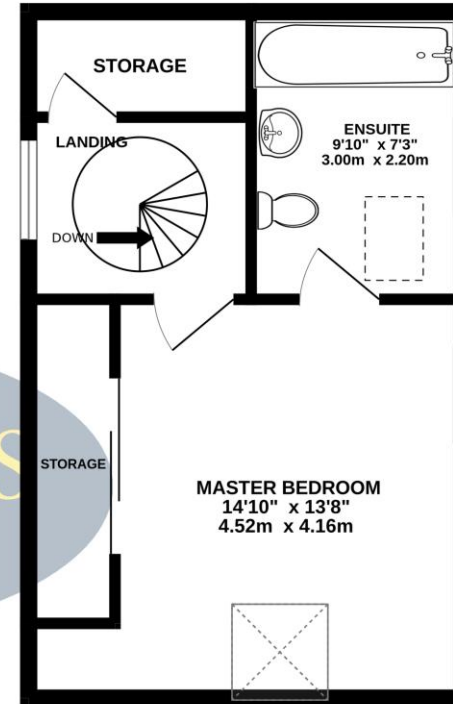 STORAGE
LANDING
ENSUITE
9'10" x 7'3"
3.00m x 2.20m
DOWN
STORAGE
MASTER BEDROOM
14'10" x 13'8"
4.52m x 4.16m